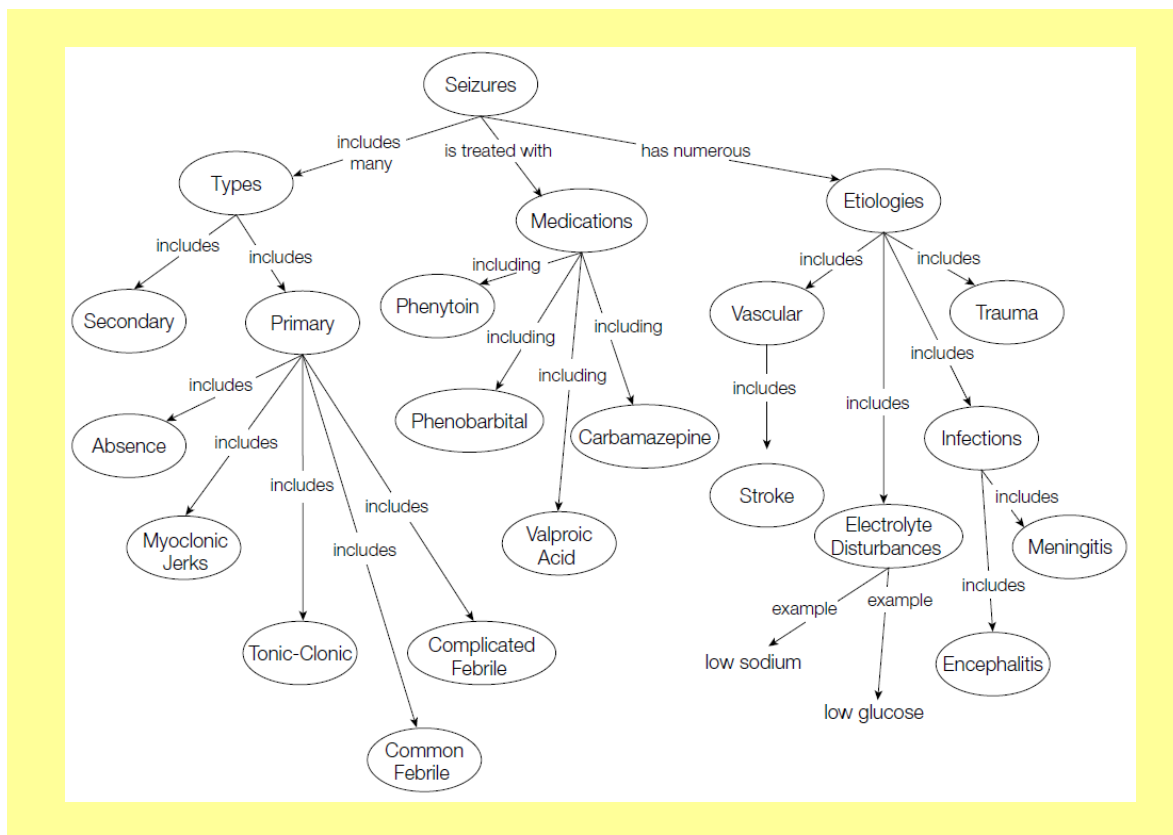 Seizures
includes
many
is treated with
has numerous
Types
Medications
Etiologies
includes
includes
including
includes
includes
Secondary
Primary
Phenytoin
Vascular
Trauma
including
including
including
includes
includes
includes
includes
Absence
Phenobarbital
Carbamazepine
Infections
includes
includes
includes
includes
includes
Stroke
includes
Myoclonic
Jerks
Valproic
Acid
Electrolyte
Disturbances
Meningitis
includes
example
example
Tonic-Clonic
Complicated
Febrile
low sodium
Encephalitis
low glucose
Common
Febrile